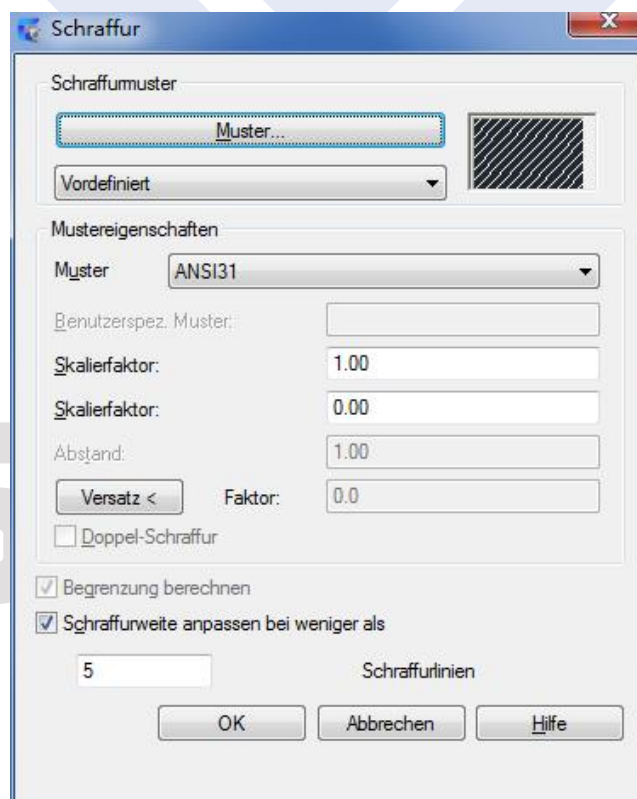 Schraffur
Schraffurmuster
Muster...
Vordefiniert
Mustereigenschaften
Muster ANSI31
Benutzerspez. Muster:
Skalierfaktor: 1.00
Skalierfaktor: 0.00
Abstand: 1.00
Versatz < Faktor: 0.0
Doppel-Schraffur
Begrenzung berechnen
Schraffurweite anpassen bei weniger als
5 Schraffurlinien
OK Abbrechen Hilfe